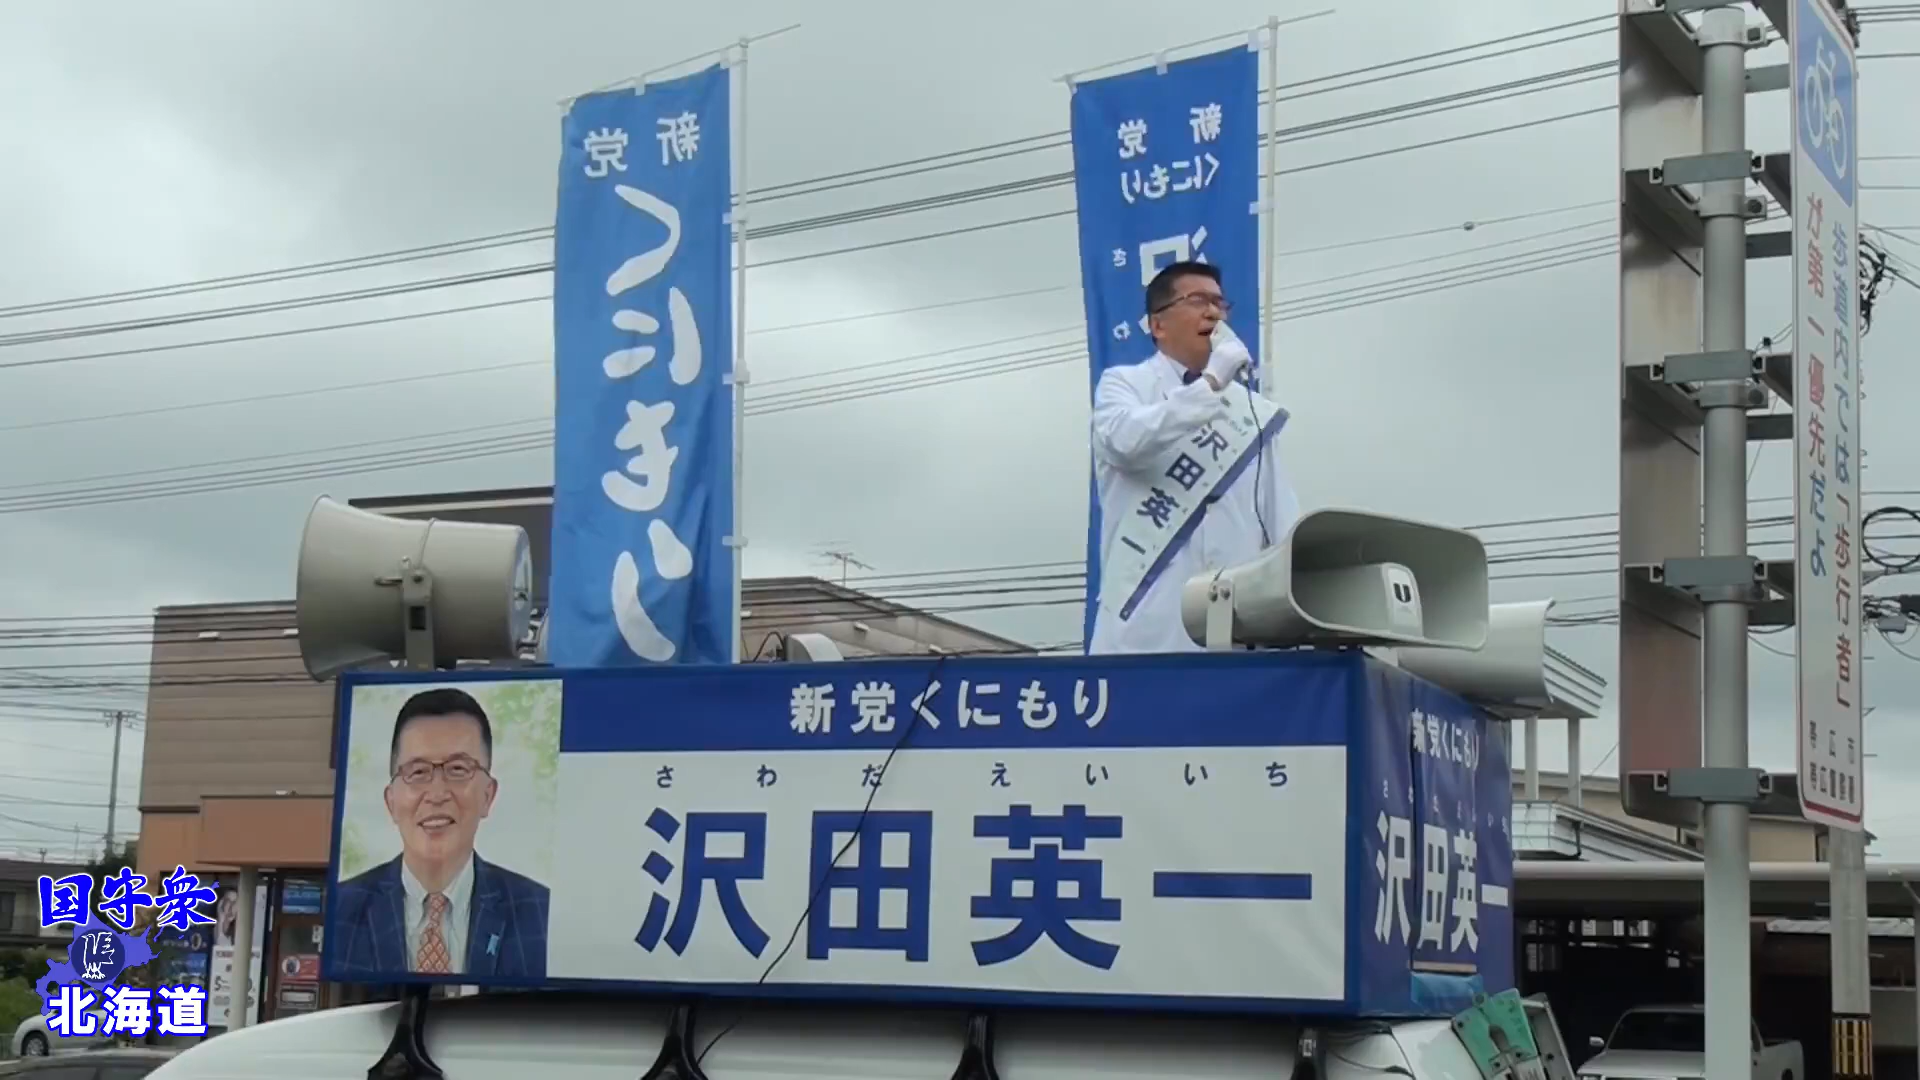 新党
くにもり
新党
くにもり
さわ
沢田英一
新党くにもり
さわだえいいち
沢田英一
新党くにもり
沢田英一
歩道内では「歩行者」
が第一優先だよ
国守衆
北海道